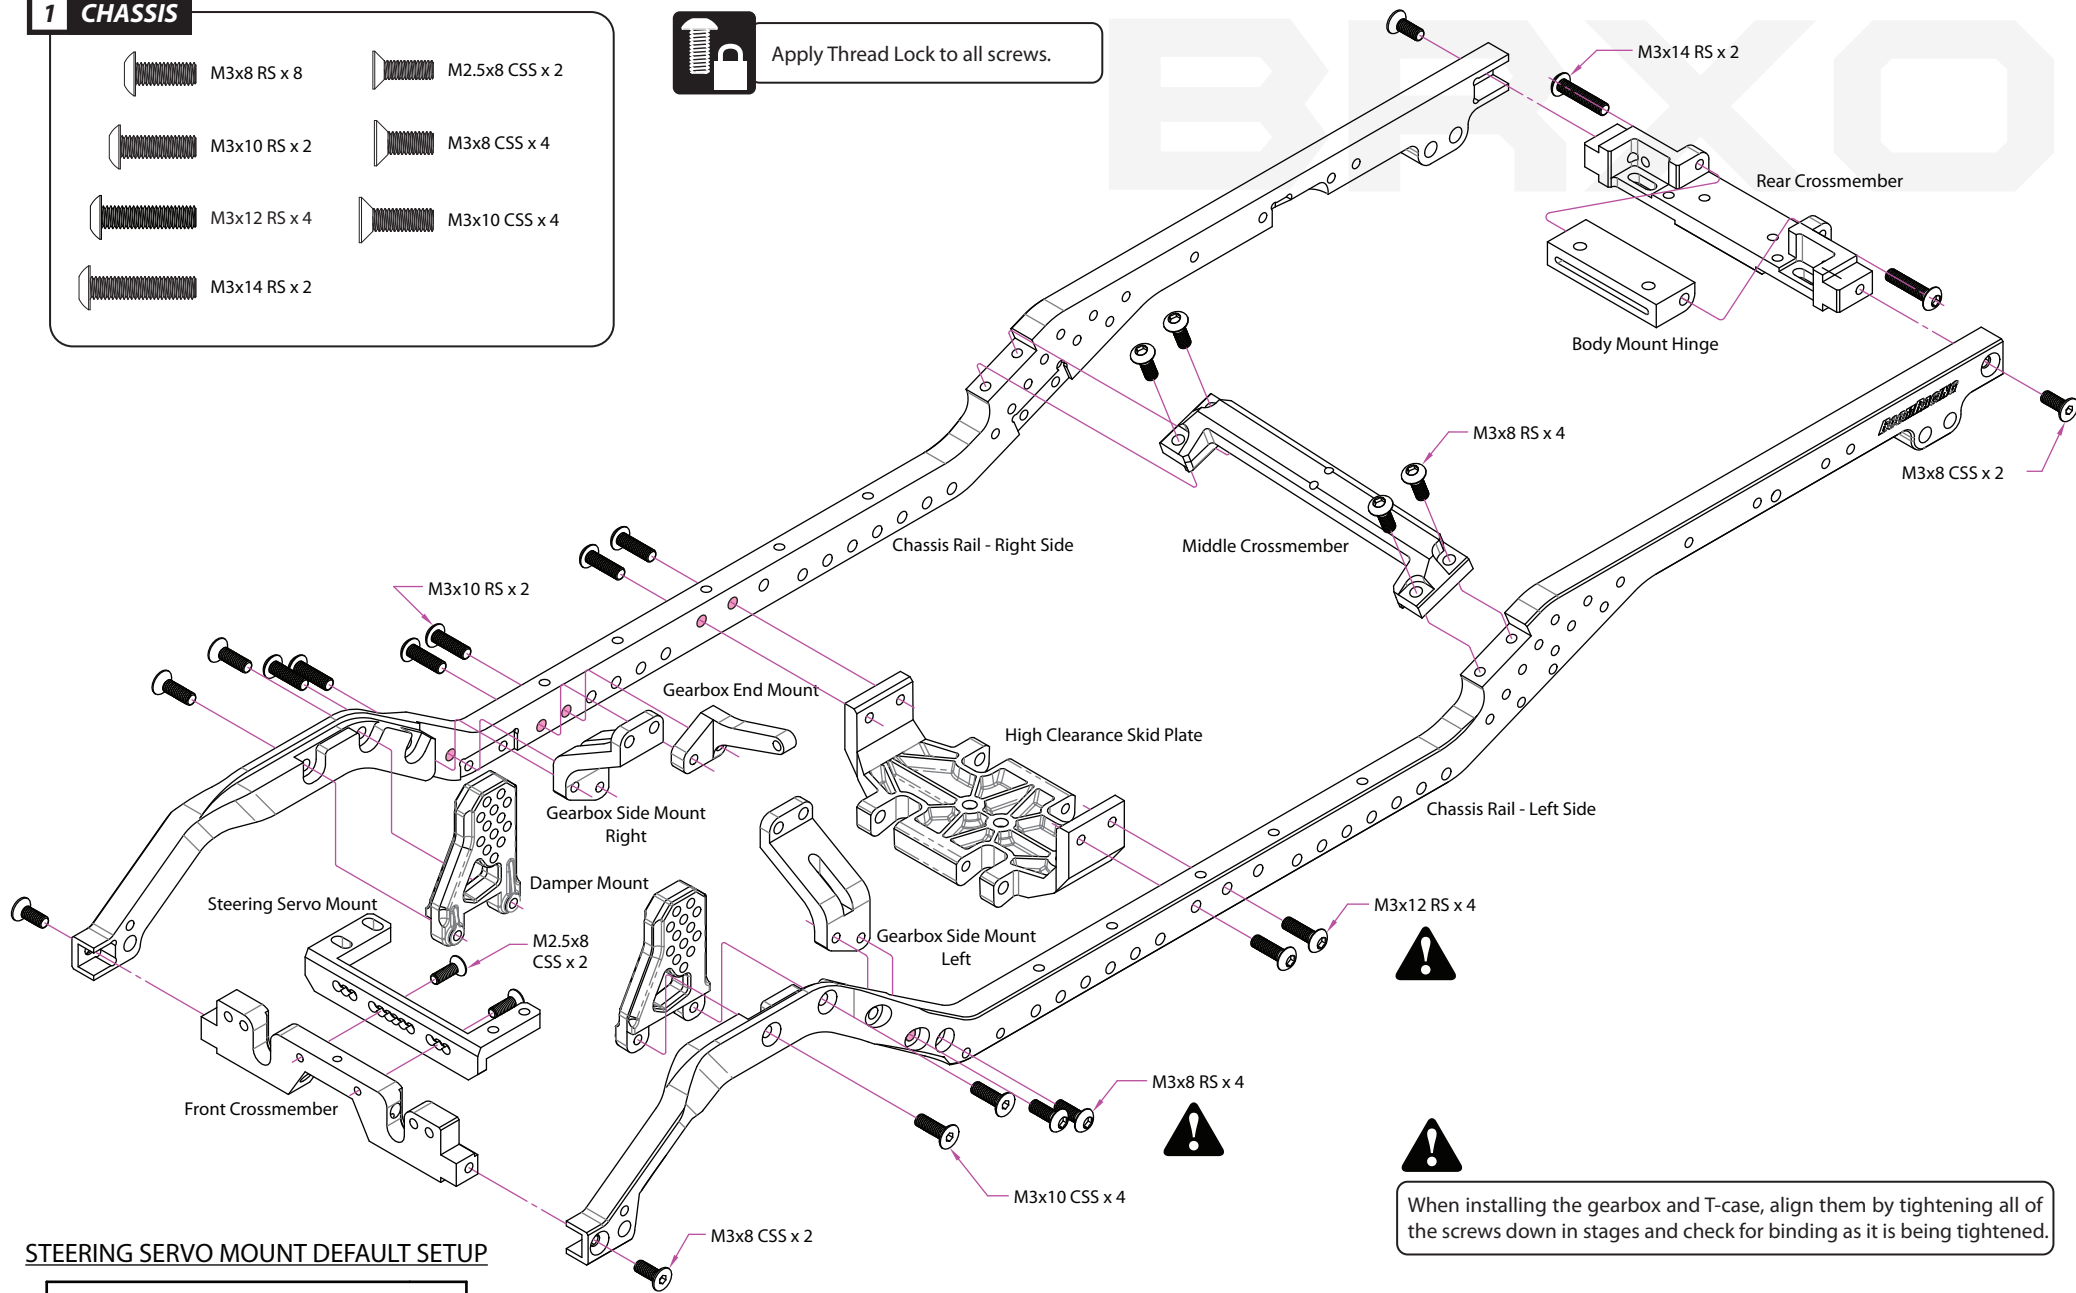 1 CHASSIS
M3x8 RS x 8
M2.5x8 CSS x 2
M3x10 RS x 2
M3x8 CSS x 4
M3x12 RS x 4
M3x10 CSS x 4
M3x14 RS x 2
Apply Thread Lock to all screws.
BRXO
M3x14 RS x 2
Rear Crossmember
Body Mount Hinge
BOOMRACING
M3x8 CSS x 2
M3x8 RS x 4
Middle Crossmember
Chassis Rail - Right Side
M3x10 RS x 2
Gearbox End Mount
High Clearance Skid Plate
Gearbox Side Mount
Right
Chassis Rail - Left Side
Damper Mount
Steering Servo Mount
M2.5x8
CSS x 2
Gearbox Side Mount
Left
M3x12 RS x 4
Front Crossmember
M3x8 RS x 4
M3x10 CSS x 4
M3x8 CSS x 2
When installing the gearbox and T-case, align them by tightening all of
the screws down in stages and check for binding as it is being tightened.
STEERING SERVO MOUNT DEFAULT SETUP